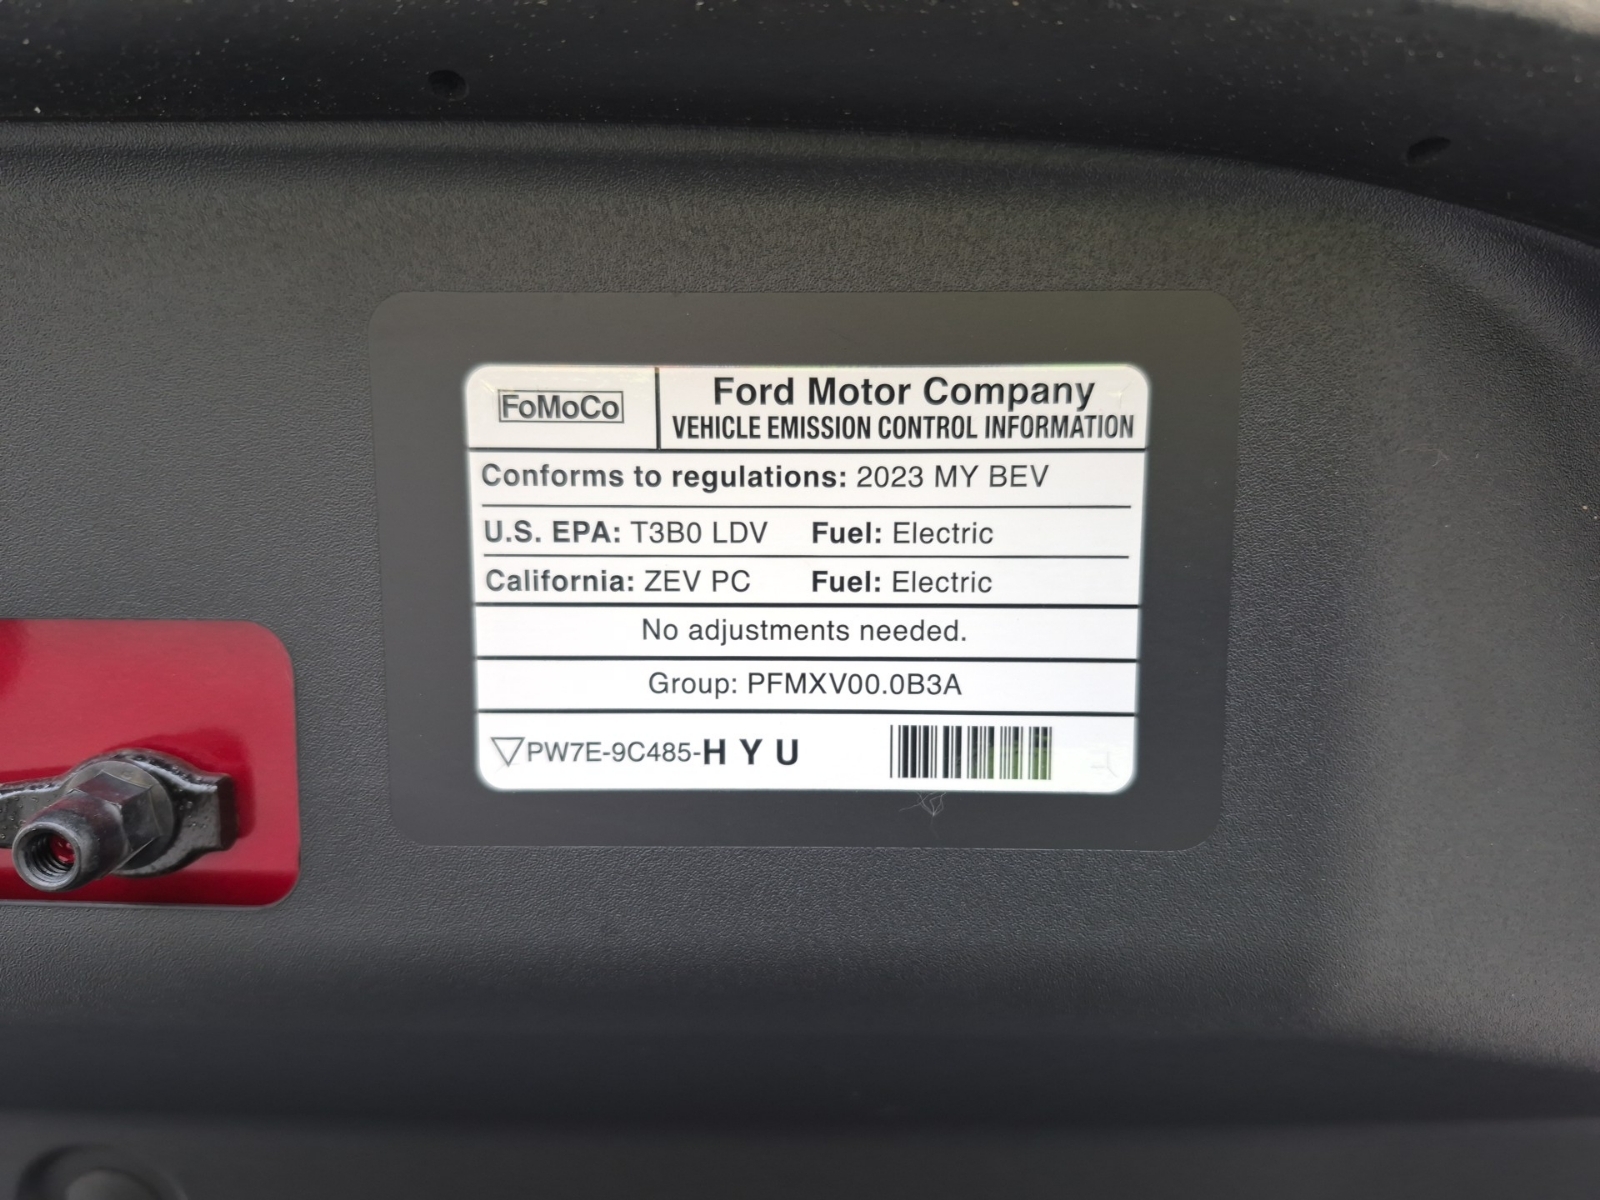 FoMoCo
Ford Motor Company
VEHICLE EMISSION CONTROL INFORMATION
Conforms to regulations: 2023 MY BEV
U.S. EPA: T3B0 LDV Fuel: Electric
California: ZEV PC Fuel: Electric
No adjustments needed.
Group: PFMXV00.0B3A
PW7E-9C485-H Y U